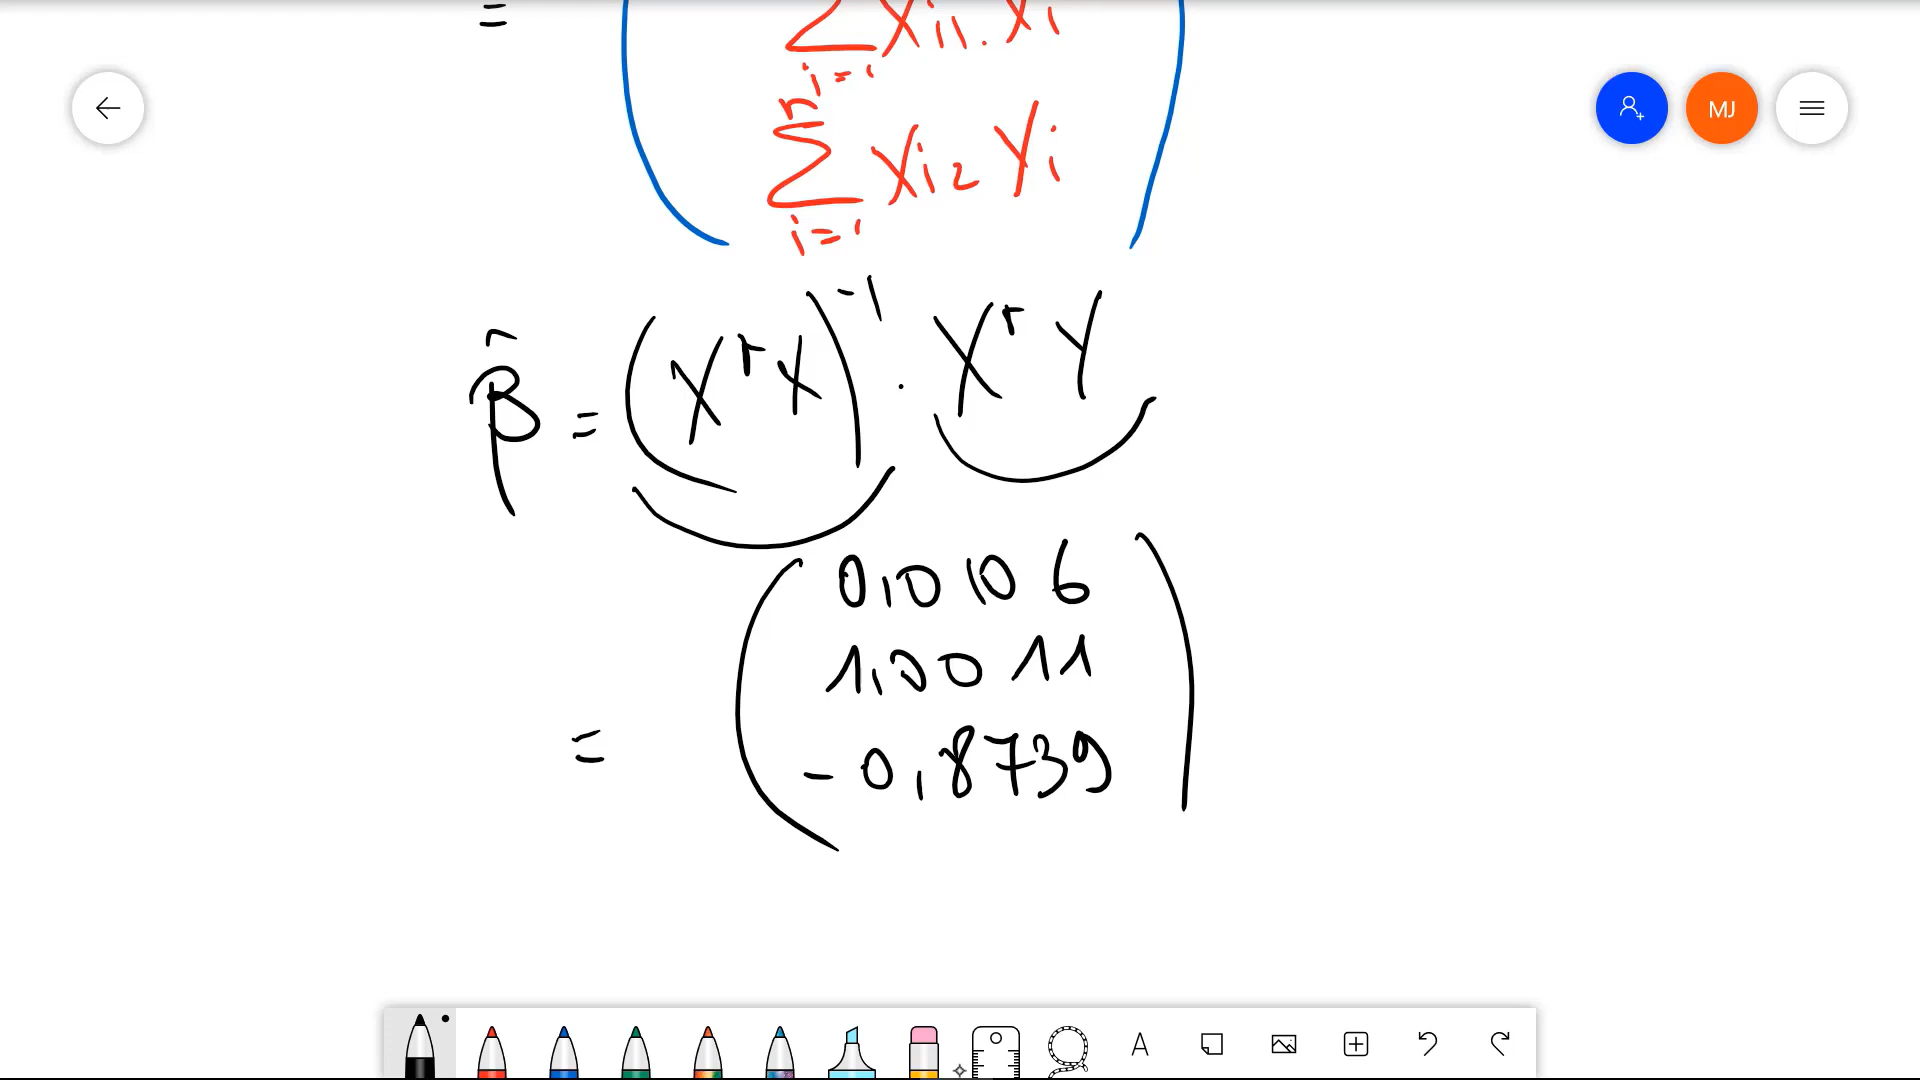 =
∑ Xi1 · Yi
i=1
n
∑ Xi2 Yi
i=1
β̂ = (XᵀX)⁻¹ · XᵀY
0,0106
1,0011
= -0,8739
MJ
A